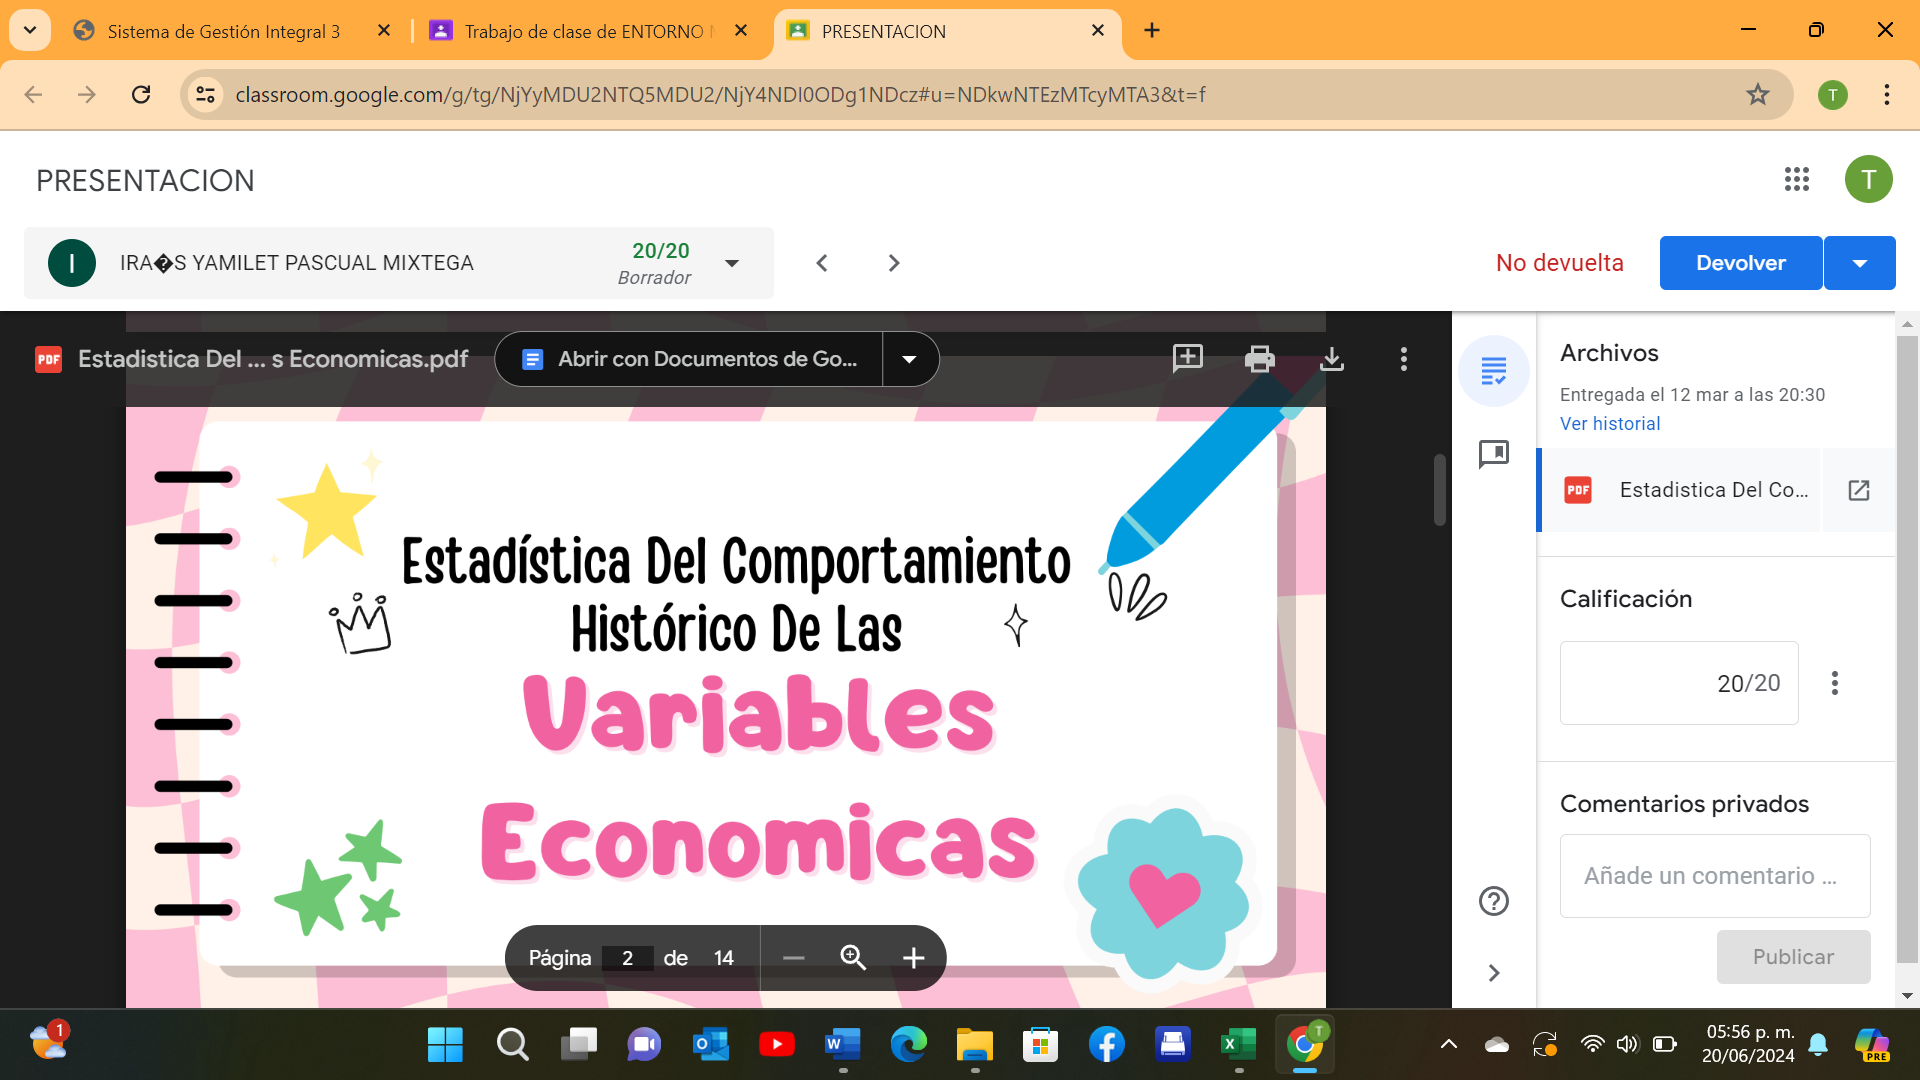 Sistema de Gestión Integral 3
Trabajo de clase de ENTORNO
PRESENTACION
classroom.google.com/g/tg/NjYyMDU2NTQ5MDU2/NjY4NDI0ODg1NDcz#u=NDkwNTEzMTcyMTA3&t=f
T
PRESENTACION
T
I
IRA�S YAMILET PASCUAL MIXTEGA
20/20
Borrador
No devuelta
Devolver
PDF
Estadistica Del ... s Economicas.pdf
Abrir con Documentos de Go...
Estadística Del Comportamiento
Histórico De Las
Variables
Economicas
Página 2 de 14
Archivos
Entregada el 12 mar a las 20:30
Ver historial
PDF
Estadistica Del Co...
Calificación
20/20
Comentarios privados
Añade un comentario ...
Publicar
1
T
05:56 p. m.
20/06/2024
PRE